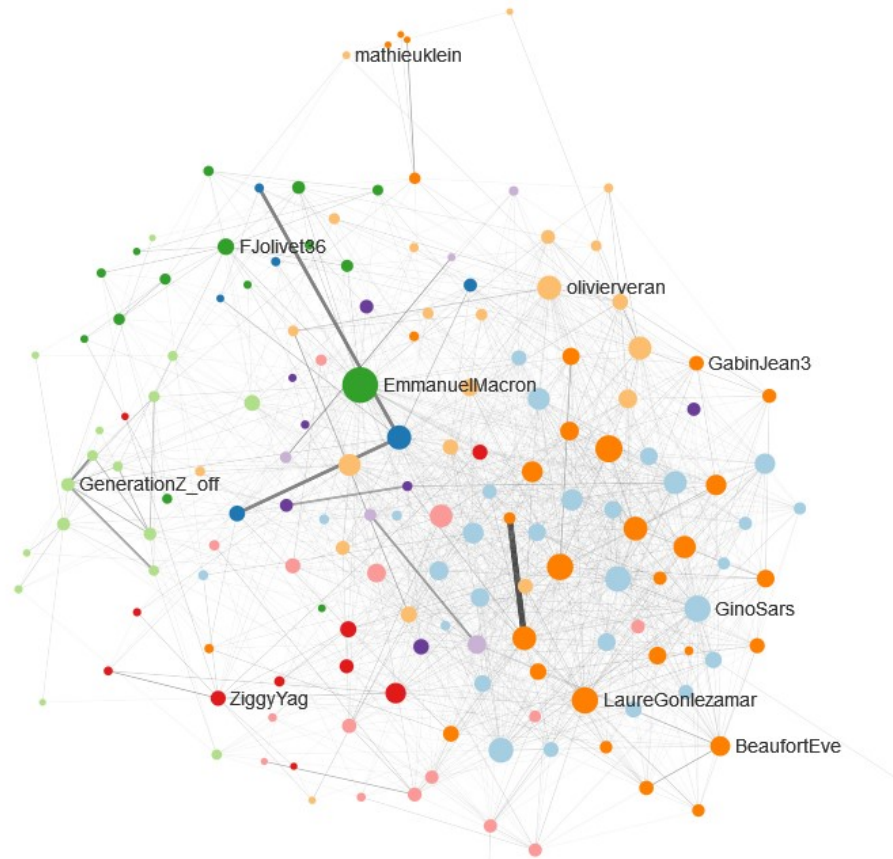 mathieuklein
FJolivet36
olivierveran
GabinJean3
EmmanuelMacron
GenerationZ_off
GinoSars
ZiggyYag
LaureGonlezamar
BeaufortEve